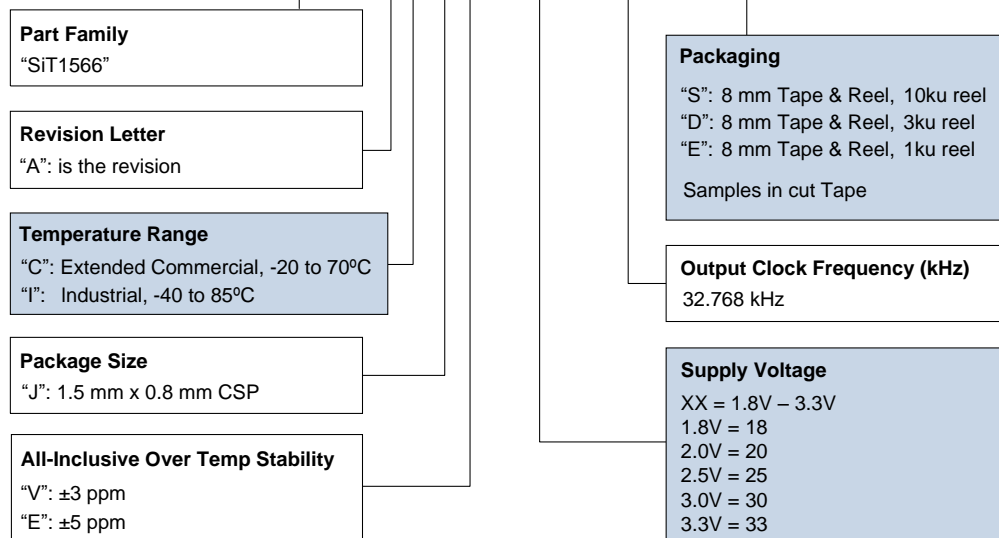 Part Family
“SiT1566”
Revision Letter
“A”: is the revision
Temperature Range
“C”: Extended Commercial, -20 to 70ºC
“I”: Industrial, -40 to 85ºC
Package Size
“J”: 1.5 mm x 0.8 mm CSP
All-Inclusive Over Temp Stability
“V”: ±3 ppm
“E”: ±5 ppm
Packaging
“S”: 8 mm Tape & Reel, 10ku reel
“D”: 8 mm Tape & Reel, 3ku reel
“E”: 8 mm Tape & Reel, 1ku reel
Samples in cut Tape
Output Clock Frequency (kHz)
32.768 kHz
Supply Voltage
XX = 1.8V – 3.3V
1.8V = 18
2.0V = 20
2.5V = 25
3.0V = 30
3.3V = 33